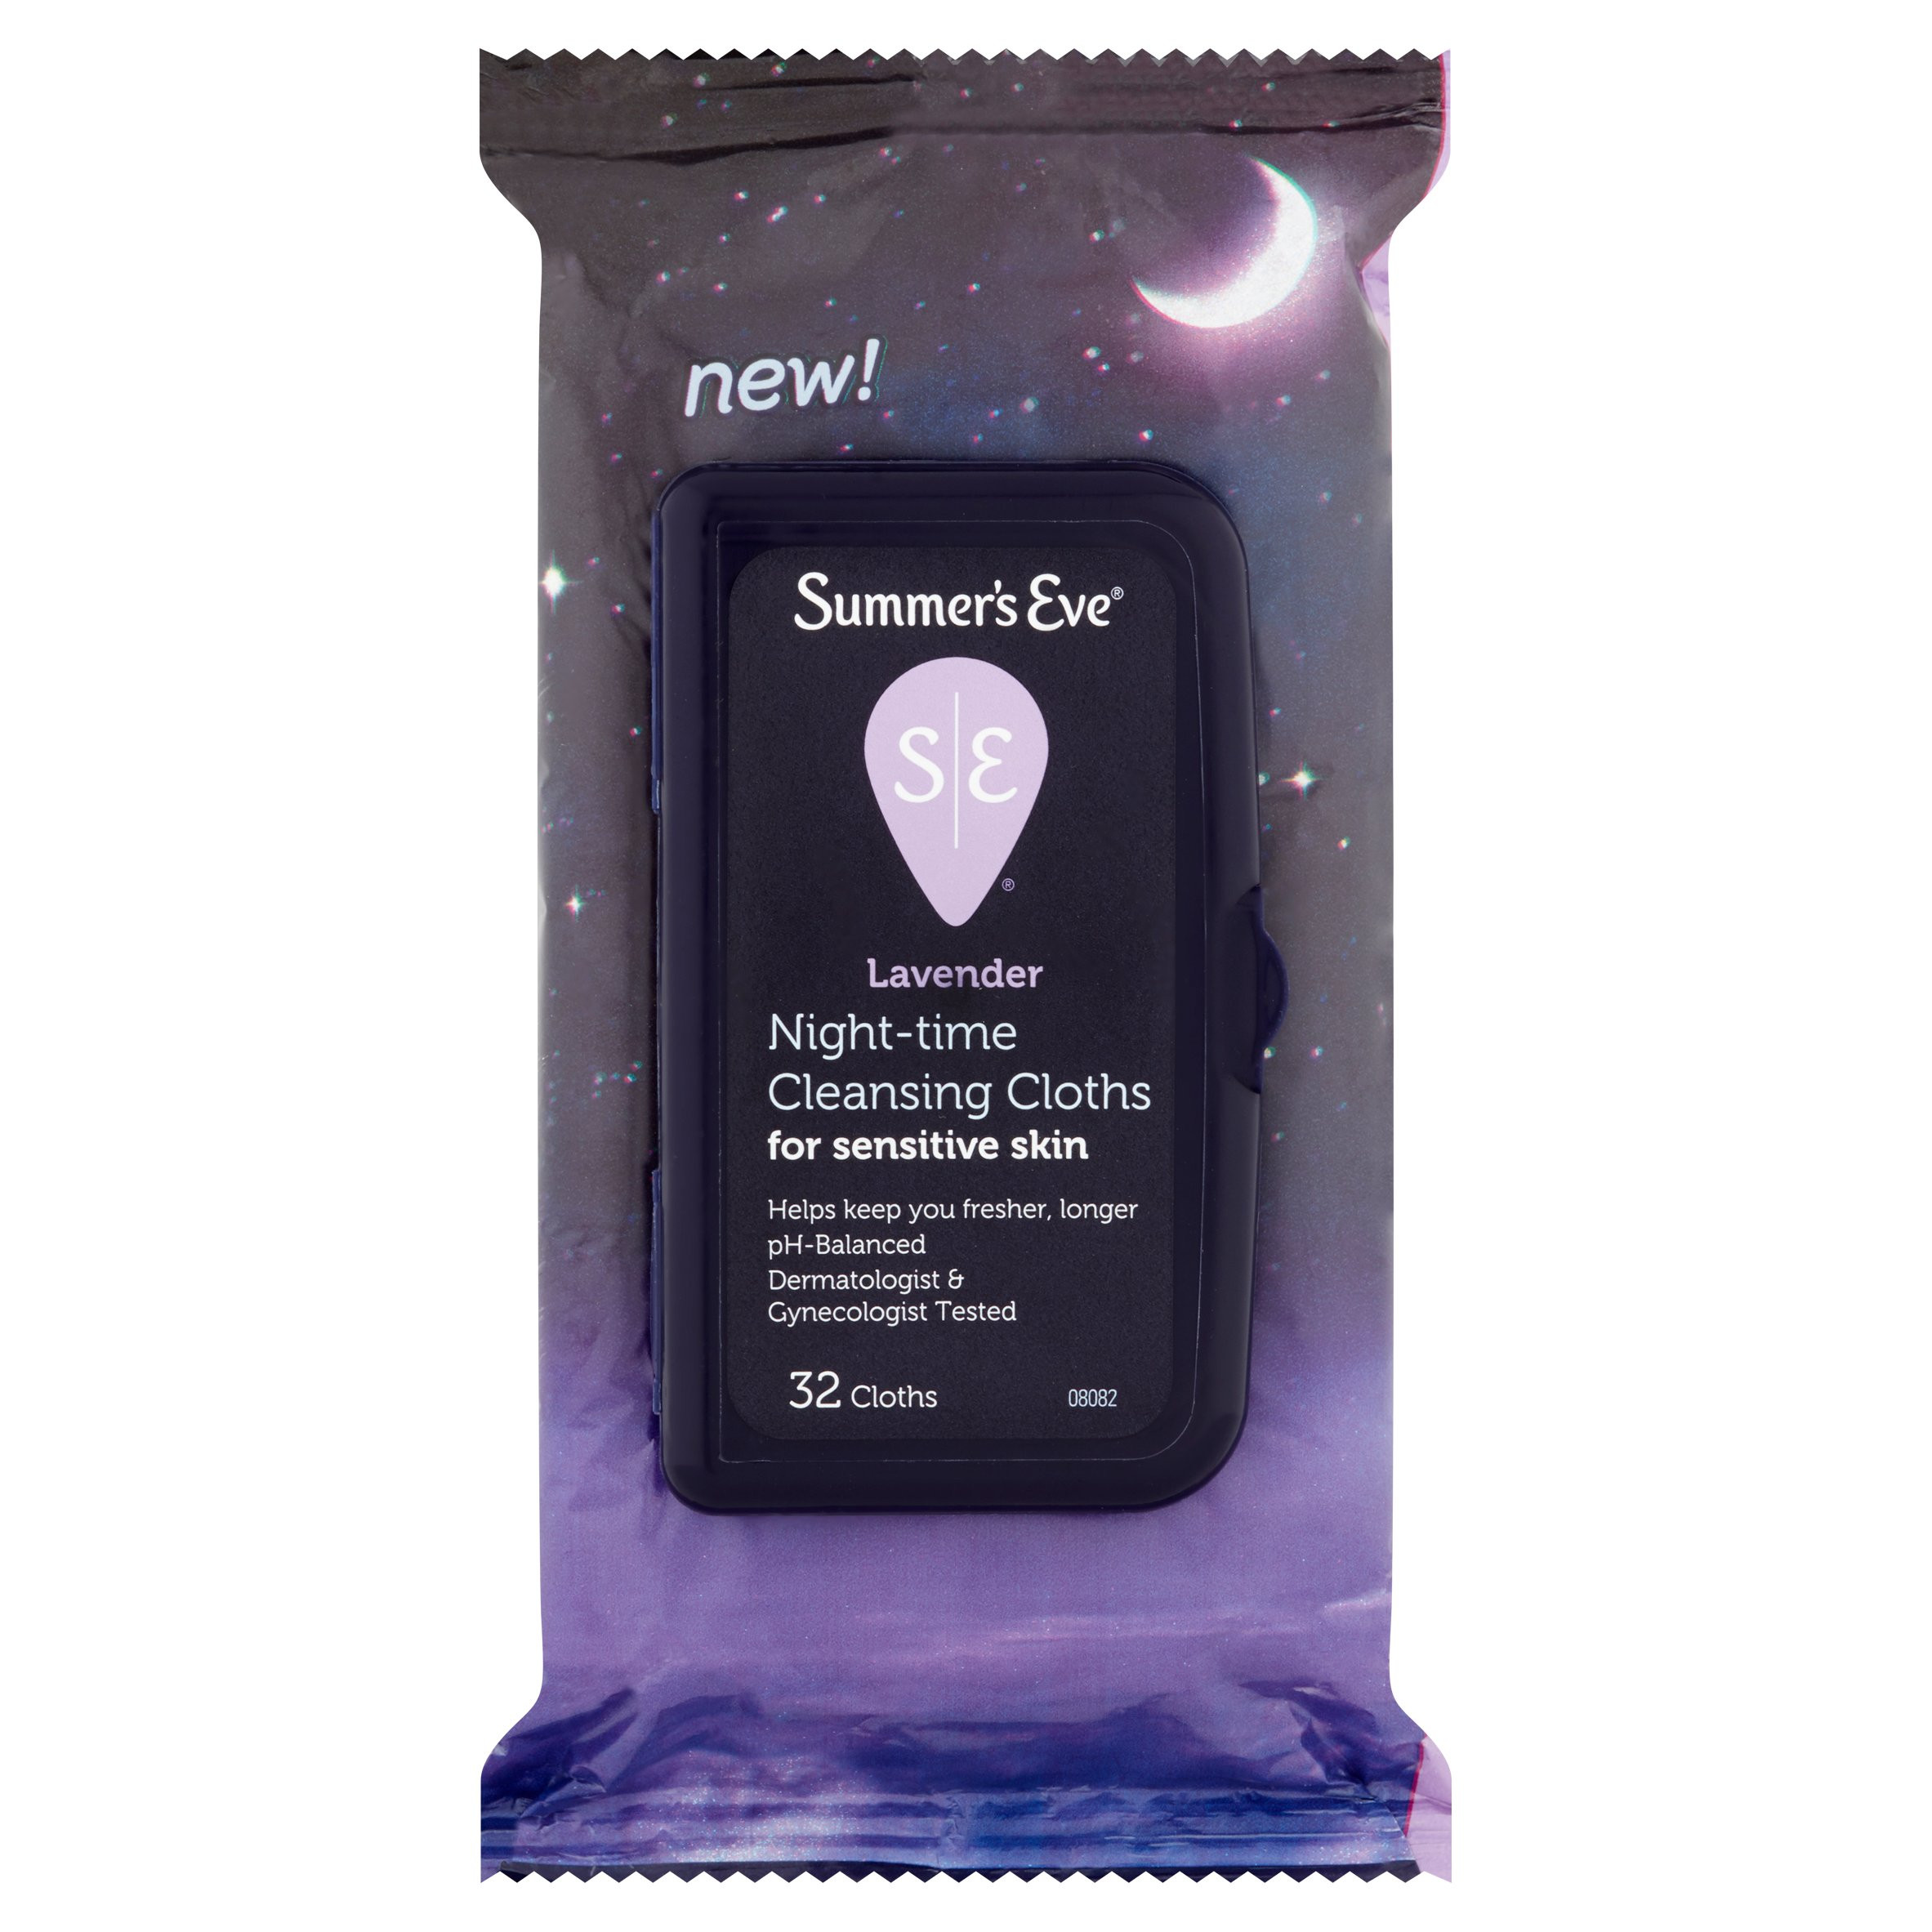 new!
Summer's Eve®
S|E
®
Lavender
Night-time
Cleansing Cloths
for sensitive skin
Helps keep you fresher, longer
pH-Balanced
Dermatologist &
Gynecologist Tested
32 Cloths 08082